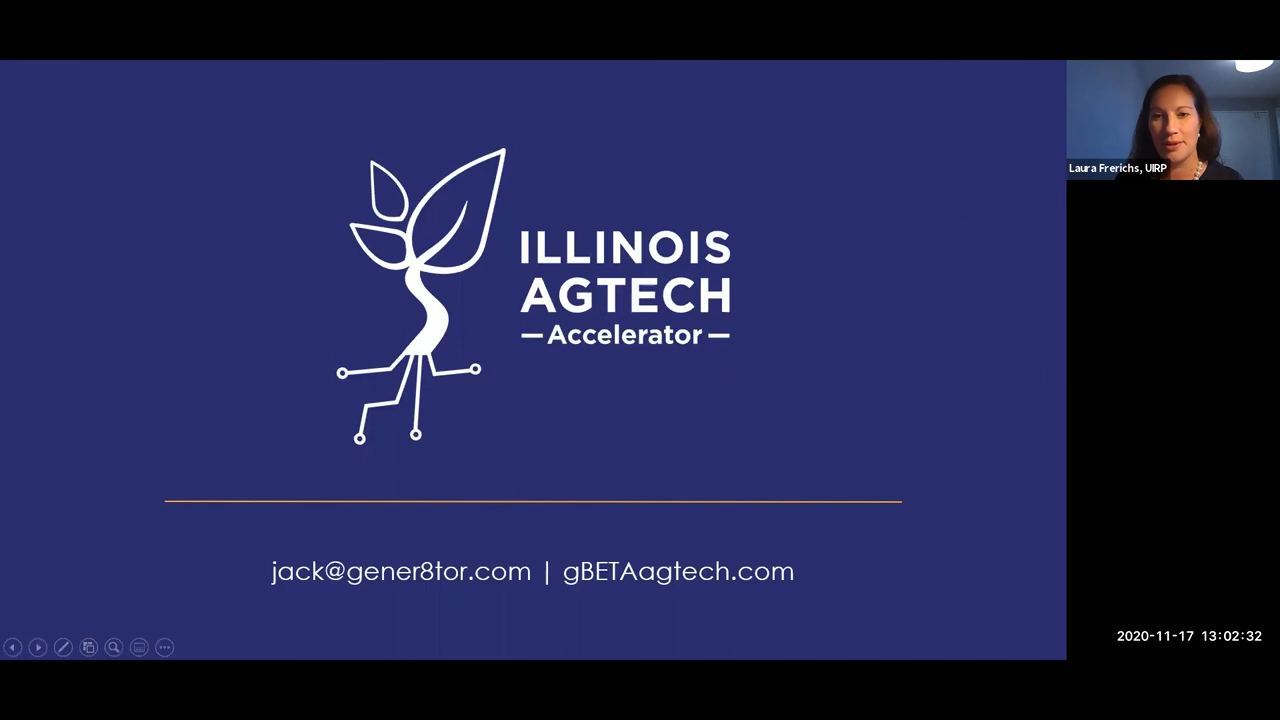 ILLINOIS
AGTECH
—Accelerator—
jack@gener8tor.com | gBETAagtech.com
Laura Frerichs, UIRP
2020-11-17 13:02:32